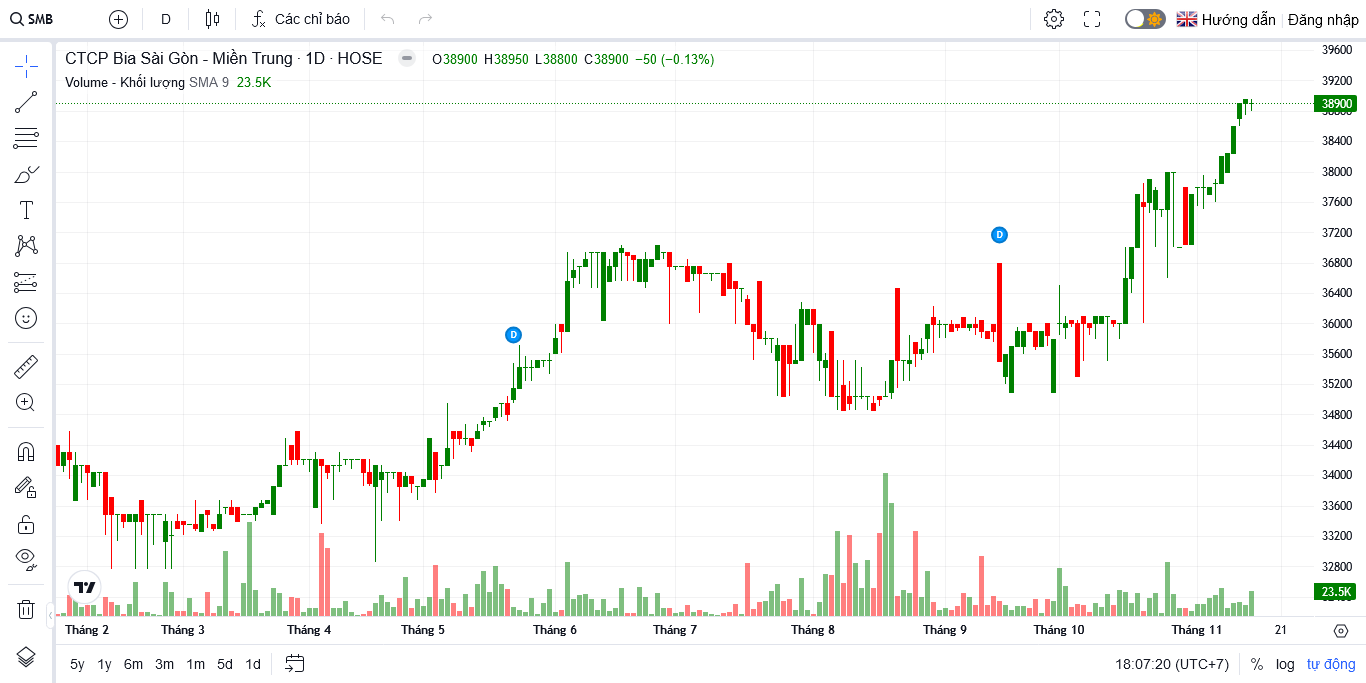 SMB D Các chỉ báo Hướng dẫn Đăng nhập
CTCP Bia Sài Gòn - Miền Trung · 1D · HOSE O38900 H38950 L38800 C38900 −50 (−0.13%)
Volume - Khối lượng SMA 9 23.5K
39600
39200
38900
38800
38400
38000
37600
37200
36800
36400
36000
35600
35200
34800
34400
34000
33600
33200
32800
23.5K
D
D
Tháng 2 Tháng 3 Tháng 4 Tháng 5 Tháng 6 Tháng 7 Tháng 8 Tháng 9 Tháng 10 Tháng 11 21
5y 1y 6m 3m 1m 5d 1d 18:07:20 (UTC+7) % log tự động